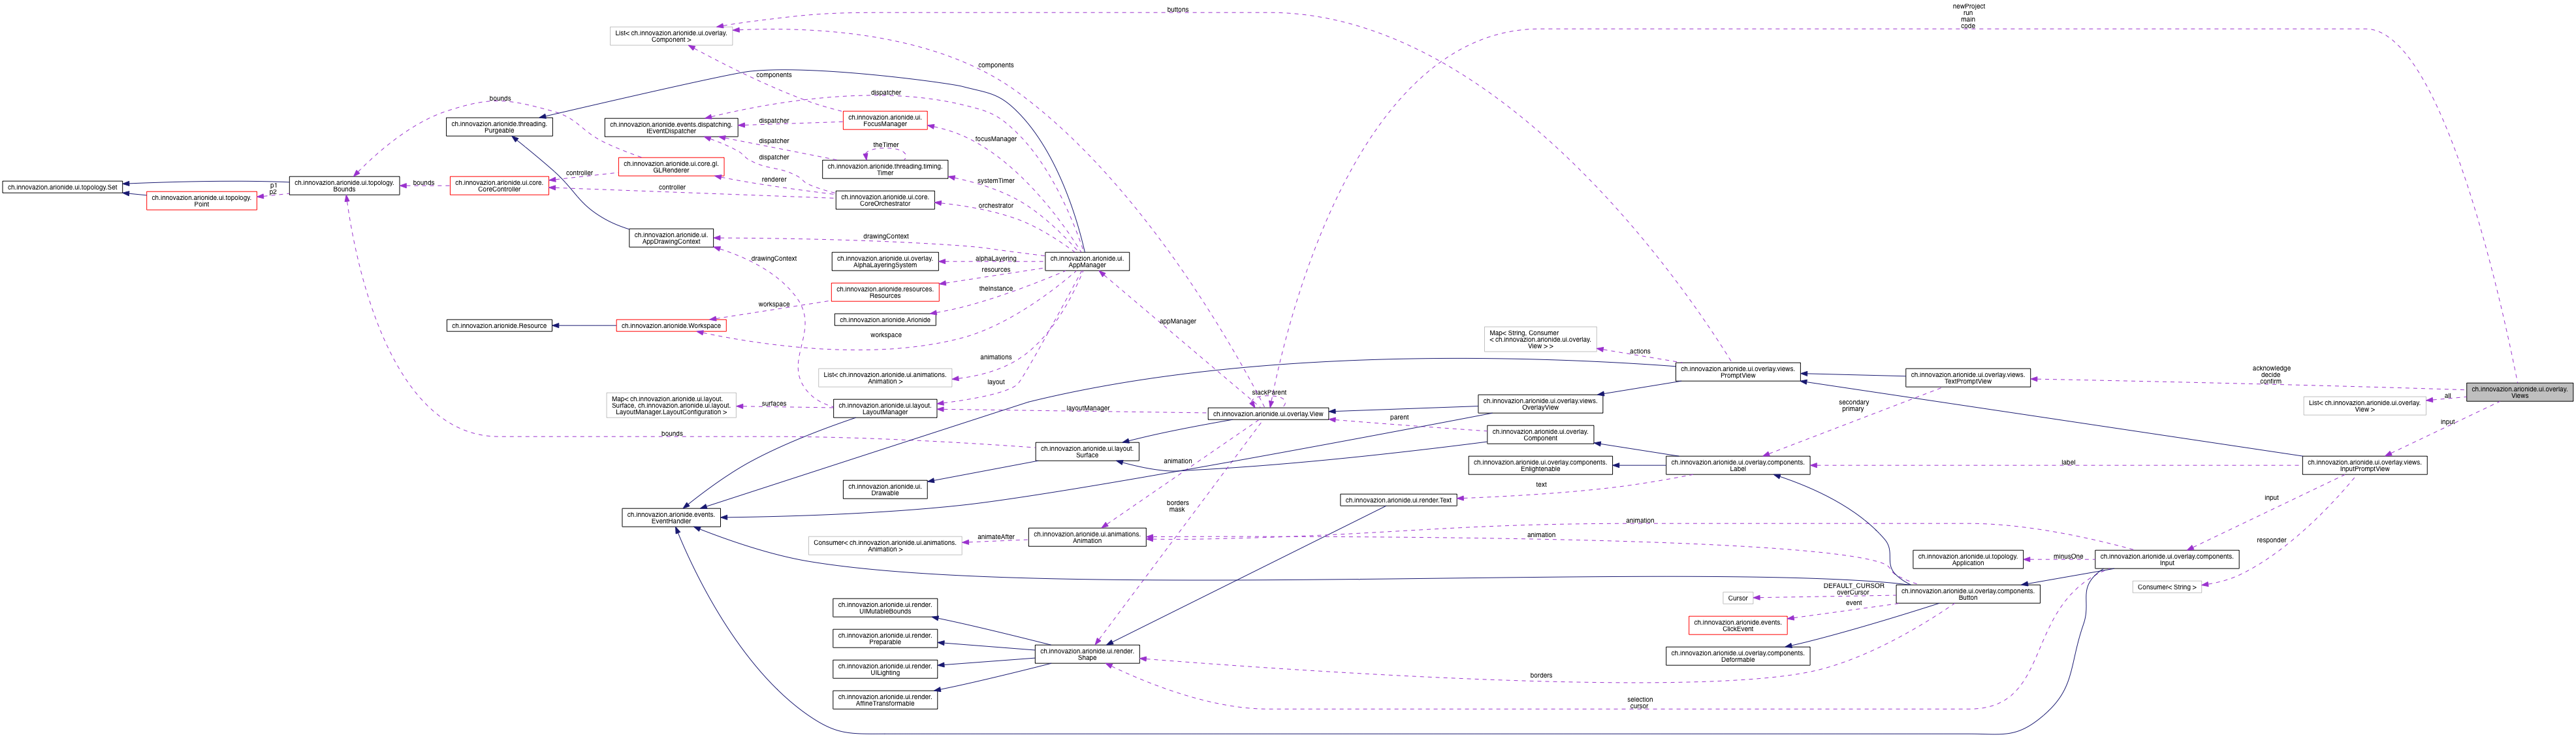 buttons
newProject
run
main
code
List< ch.innovazion.arionide.ui.overlay.
Component >
components
components
dispatcher
bounds
ch.innovazion.arionide.threading.
Purgeable
ch.innovazion.arionide.events.dispatching.
IEventDispatcher
dispatcher
ch.innovazion.arionide.ui.
FocusManager
focusManager
dispatcher
theTimer
dispatcher
ch.innovazion.arionide.ui.core.gl.
GLRenderer
ch.innovazion.arionide.threading.timing.
Timer
controller
renderer
systemTimer
ch.innovazion.arionide.ui.topology.Set
p1
p2
ch.innovazion.arionide.ui.topology.
Point
ch.innovazion.arionide.ui.topology.
Bounds
bounds
ch.innovazion.arionide.ui.core.
CoreController
controller
ch.innovazion.arionide.ui.core.
CoreOrchestrator
orchestrator
ch.innovazion.arionide.ui.
AppDrawingContext
drawingContext
drawingContext
ch.innovazion.arionide.ui.overlay.
AlphaLayeringSystem
alphaLayering
ch.innovazion.arionide.ui.
AppManager
resources
ch.innovazion.arionide.resources.
Resources
theInstance
workspace
ch.innovazion.arionide.Arionide
appManager
ch.innovazion.arionide.Resource
ch.innovazion.arionide.Workspace
workspace
Map< String, Consumer
< ch.innovazion.arionide.ui.overlay.
View > >
actions
animations
List< ch.innovazion.arionide.ui.animations.
Animation >
layout
ch.innovazion.arionide.ui.overlay.views.
PromptView
ch.innovazion.arionide.ui.overlay.views.
TextPromptView
acknowledge
decide
confirm
ch.innovazion.arionide.ui.overlay.
Views
all
List< ch.innovazion.arionide.ui.overlay.
View >
input
stackParent
Map< ch.innovazion.arionide.ui.layout.
Surface, ch.innovazion.arionide.ui.layout.
LayoutManager.LayoutConfiguration >
surfaces
ch.innovazion.arionide.ui.layout.
LayoutManager
layoutManager
ch.innovazion.arionide.ui.overlay.View
ch.innovazion.arionide.ui.overlay.views.
OverlayView
secondary
primary
parent
ch.innovazion.arionide.ui.overlay.
Component
bounds
ch.innovazion.arionide.ui.layout.
Surface
animation
ch.innovazion.arionide.ui.overlay.components.
Enlightenable
ch.innovazion.arionide.ui.overlay.components.
Label
label
ch.innovazion.arionide.ui.overlay.views.
InputPromptView
ch.innovazion.arionide.ui.
Drawable
text
ch.innovazion.arionide.ui.render.Text
borders
mask
input
ch.innovazion.arionide.events.
EventHandler
animation
animation
Consumer< ch.innovazion.arionide.ui.animations.
Animation >
animateAfter
ch.innovazion.arionide.ui.animations.
Animation
responder
ch.innovazion.arionide.ui.topology.
Application
minusOne
ch.innovazion.arionide.ui.overlay.components.
Input
Consumer< String >
DEFAULT_CURSOR
overCursor
Cursor
event
ch.innovazion.arionide.ui.overlay.components.
Button
ch.innovazion.arionide.events.
ClickEvent
ch.innovazion.arionide.ui.render.
UIMutableBounds
ch.innovazion.arionide.ui.render.
Preparable
ch.innovazion.arionide.ui.render.
UILighting
ch.innovazion.arionide.ui.render.
AffineTransformable
ch.innovazion.arionide.ui.render.
Shape
ch.innovazion.arionide.ui.overlay.components.
Deformable
borders
selection
cursor